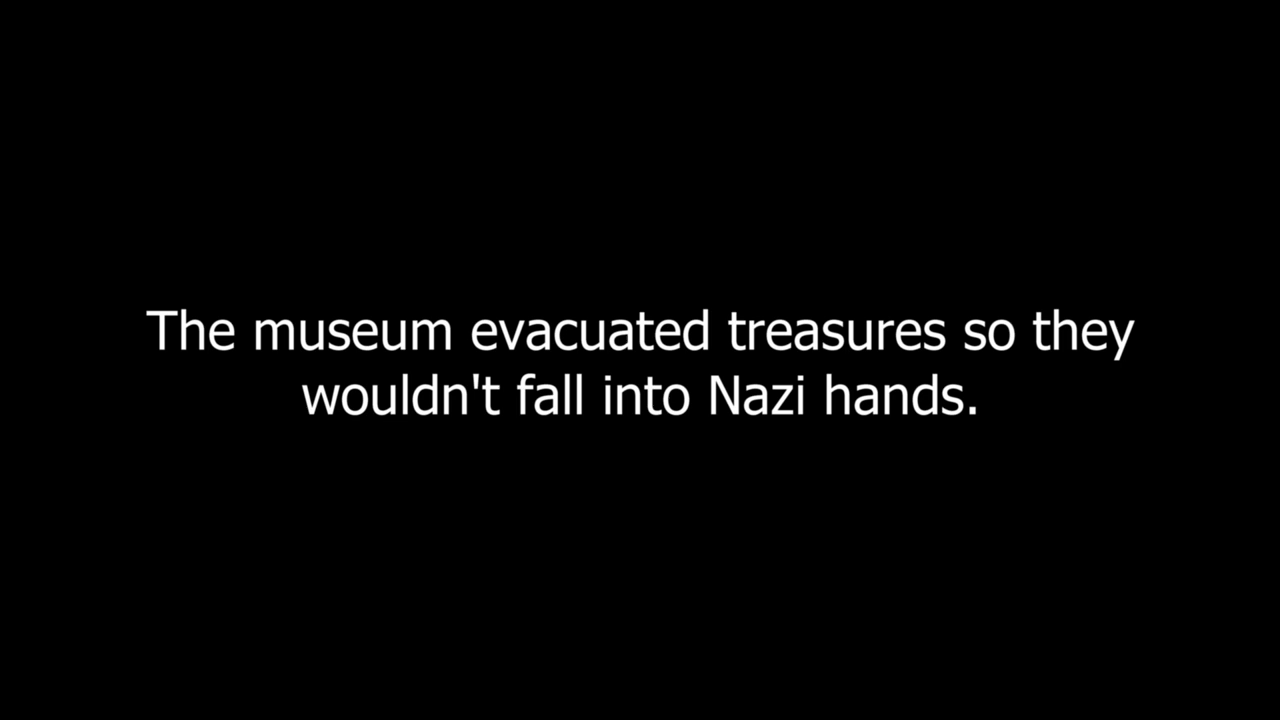 The museum evacuated treasures so they
wouldn't fall into Nazi hands.